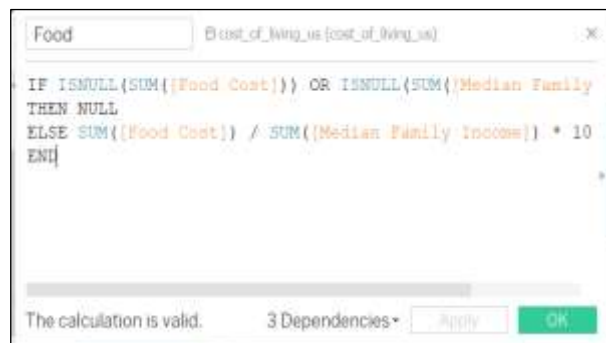 Food cost_of_living_us (cost_of_living_us) ×
IF ISNULL(SUM([Food Cost])) OR ISNULL(SUM([Median Family
THEN NULL
ELSE SUM([Food Cost]) / SUM([Median Family Income]) * 10
END
The calculation is valid. 3 Dependencies Apply OK